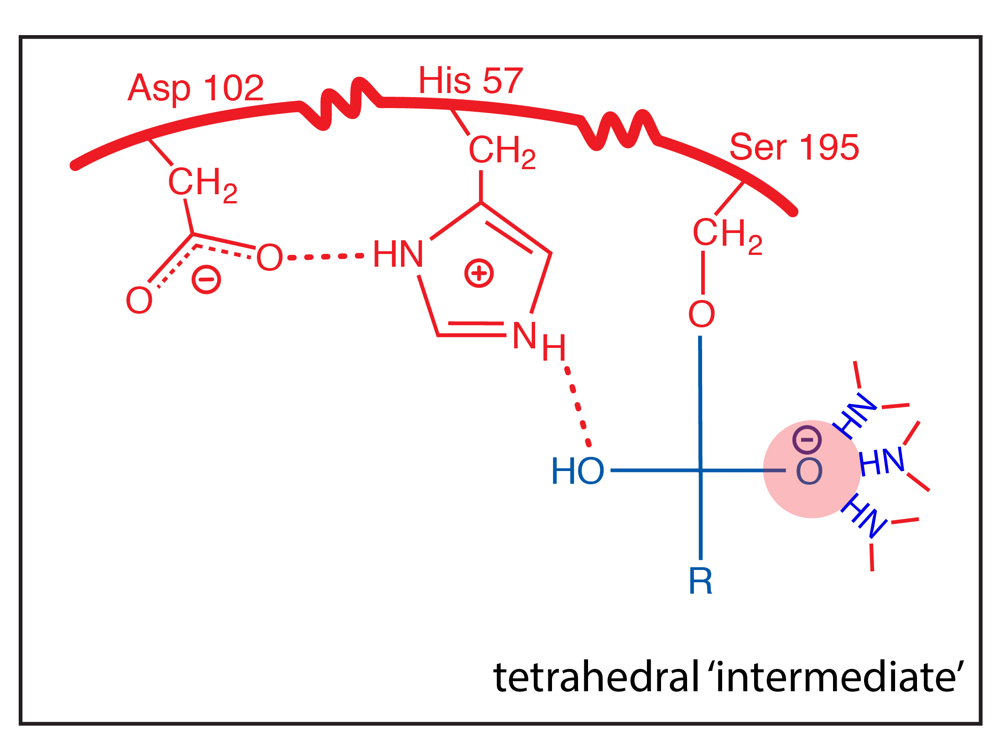 Asp 102
His 57
Ser 195
CH2
CH2
CH2
O
O
HN
⊖
⊕
NH
O
HO
⊖
O
HN
HN
HN
R
tetrahedral ‘intermediate’